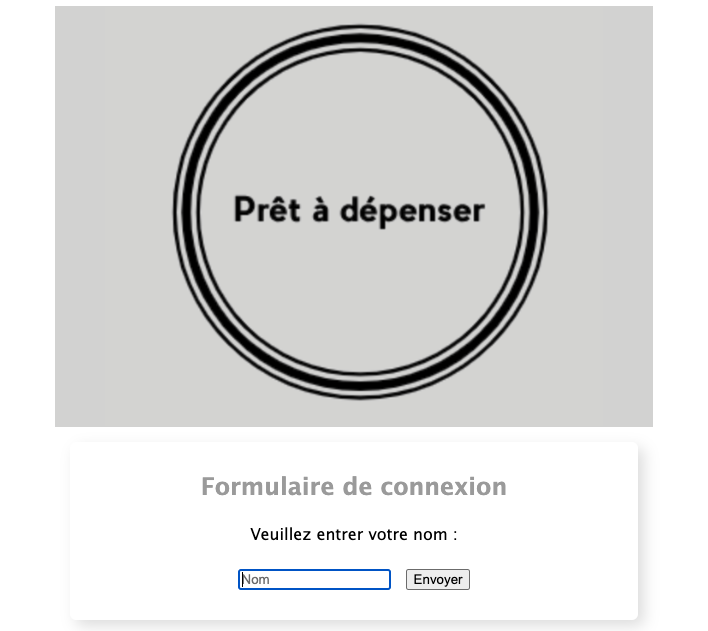 Prêt à dépenser
Formulaire de connexion
Veuillez entrer votre nom :
Nom
Envoyer